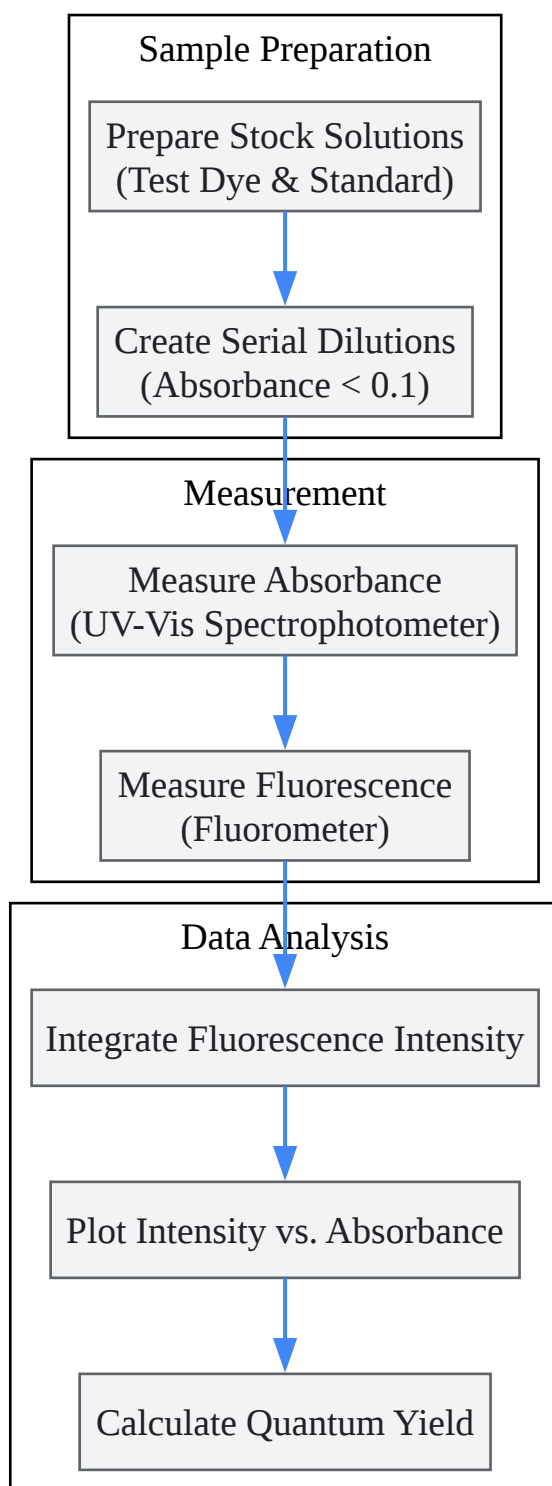 Sample Preparation
Prepare Stock Solutions
(Test Dye & Standard)
Create Serial Dilutions
(Absorbance < 0.1)
Measurement
Measure Absorbance
(UV-Vis Spectrophotometer)
Measure Fluorescence
(Fluorometer)
Data Analysis
Integrate Fluorescence Intensity
Plot Intensity vs. Absorbance
Calculate Quantum Yield